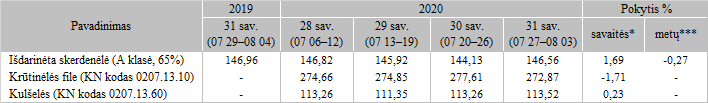 Pavadinimas 2019 2020 Pokytis %
31 sav. (07 29–08 04) 28 sav. (07 06–12) 29 sav. (07 13–19) 30 sav. (07 20–26) 31 sav. (07 27–08 03) savaitės* metų***
Išdarinėta skerdenėlė (A klasė, 65%) 146,96 146,82 145,92 144,13 146,56 1,69 -0,27
Krūtinėlės filė (KN kodas 0207.13.10) - 274,66 274,85 277,61 272,87 -1,71 -
Kulšelės (KN kodas 0207.13.60) - 113,26 111,35 113,26 113,52 0,23 -